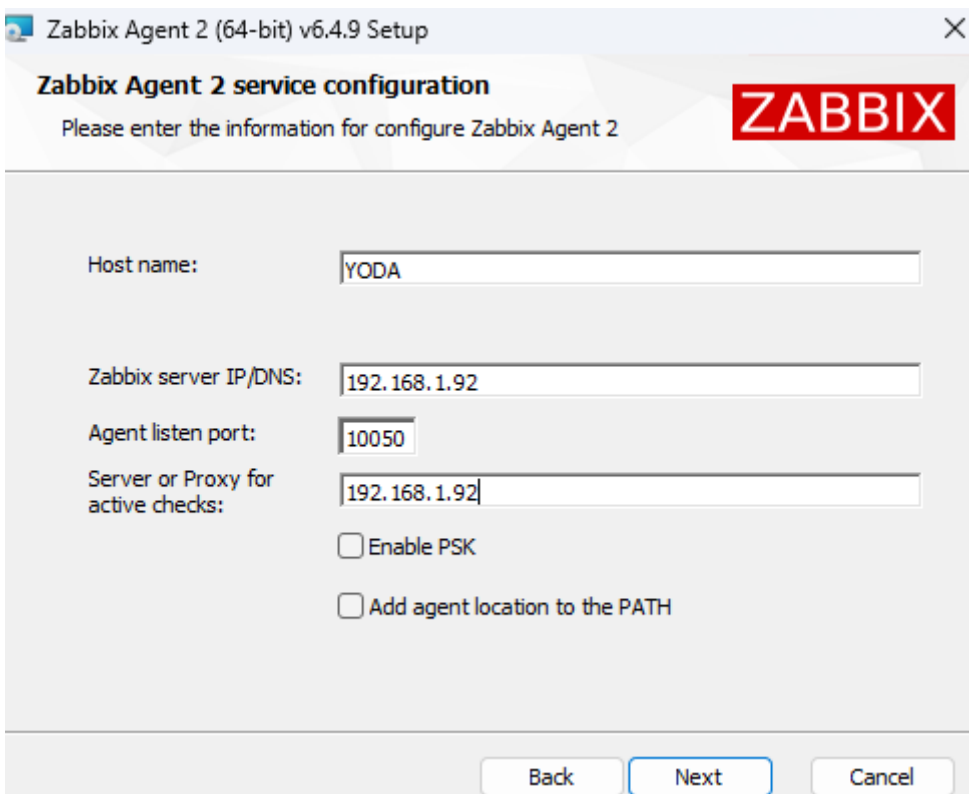 Zabbix Agent 2 (64-bit) v6.4.9 Setup
Zabbix Agent 2 service configuration
Please enter the information for configure Zabbix Agent 2
ZABBIX
Host name:
YODA
Zabbix server IP/DNS:
192.168.1.92
Agent listen port:
10050
Server or Proxy for
active checks:
192.168.1.92
Enable PSK
Add agent location to the PATH
Back
Next
Cancel